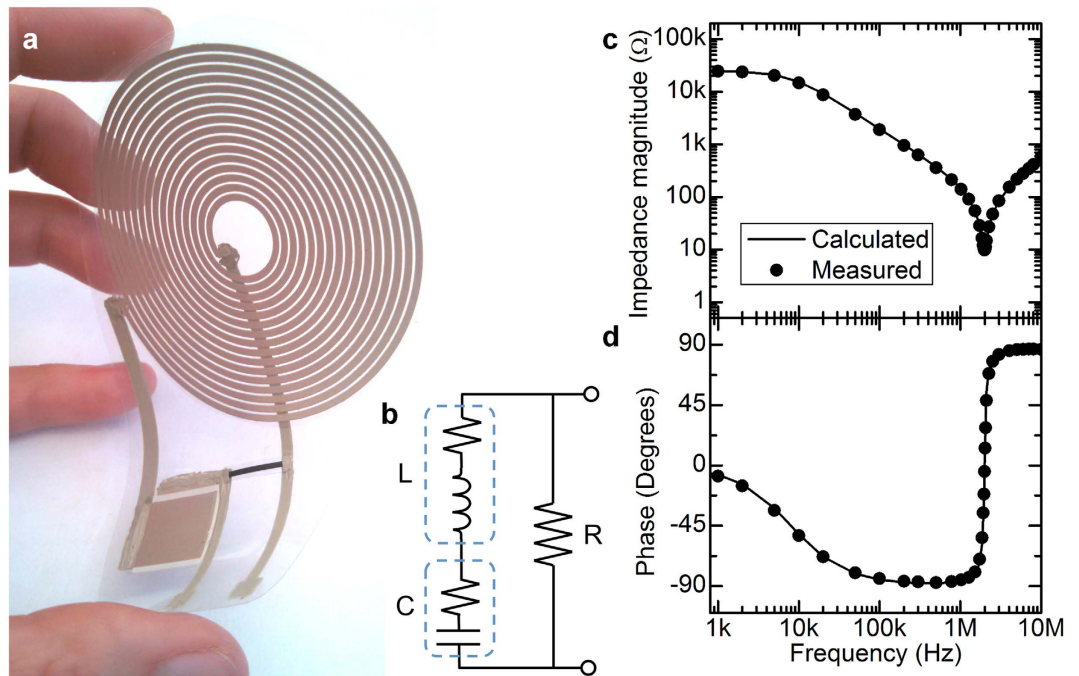 a
b
L
C
R
c
Impedance magnitude (Ω)
100k
10k
1k
100
10
1
Calculated
Measured
d
Phase (Degrees)
90
45
0
-45
-90
1k 10k 100k 1M 10M
Frequency (Hz)